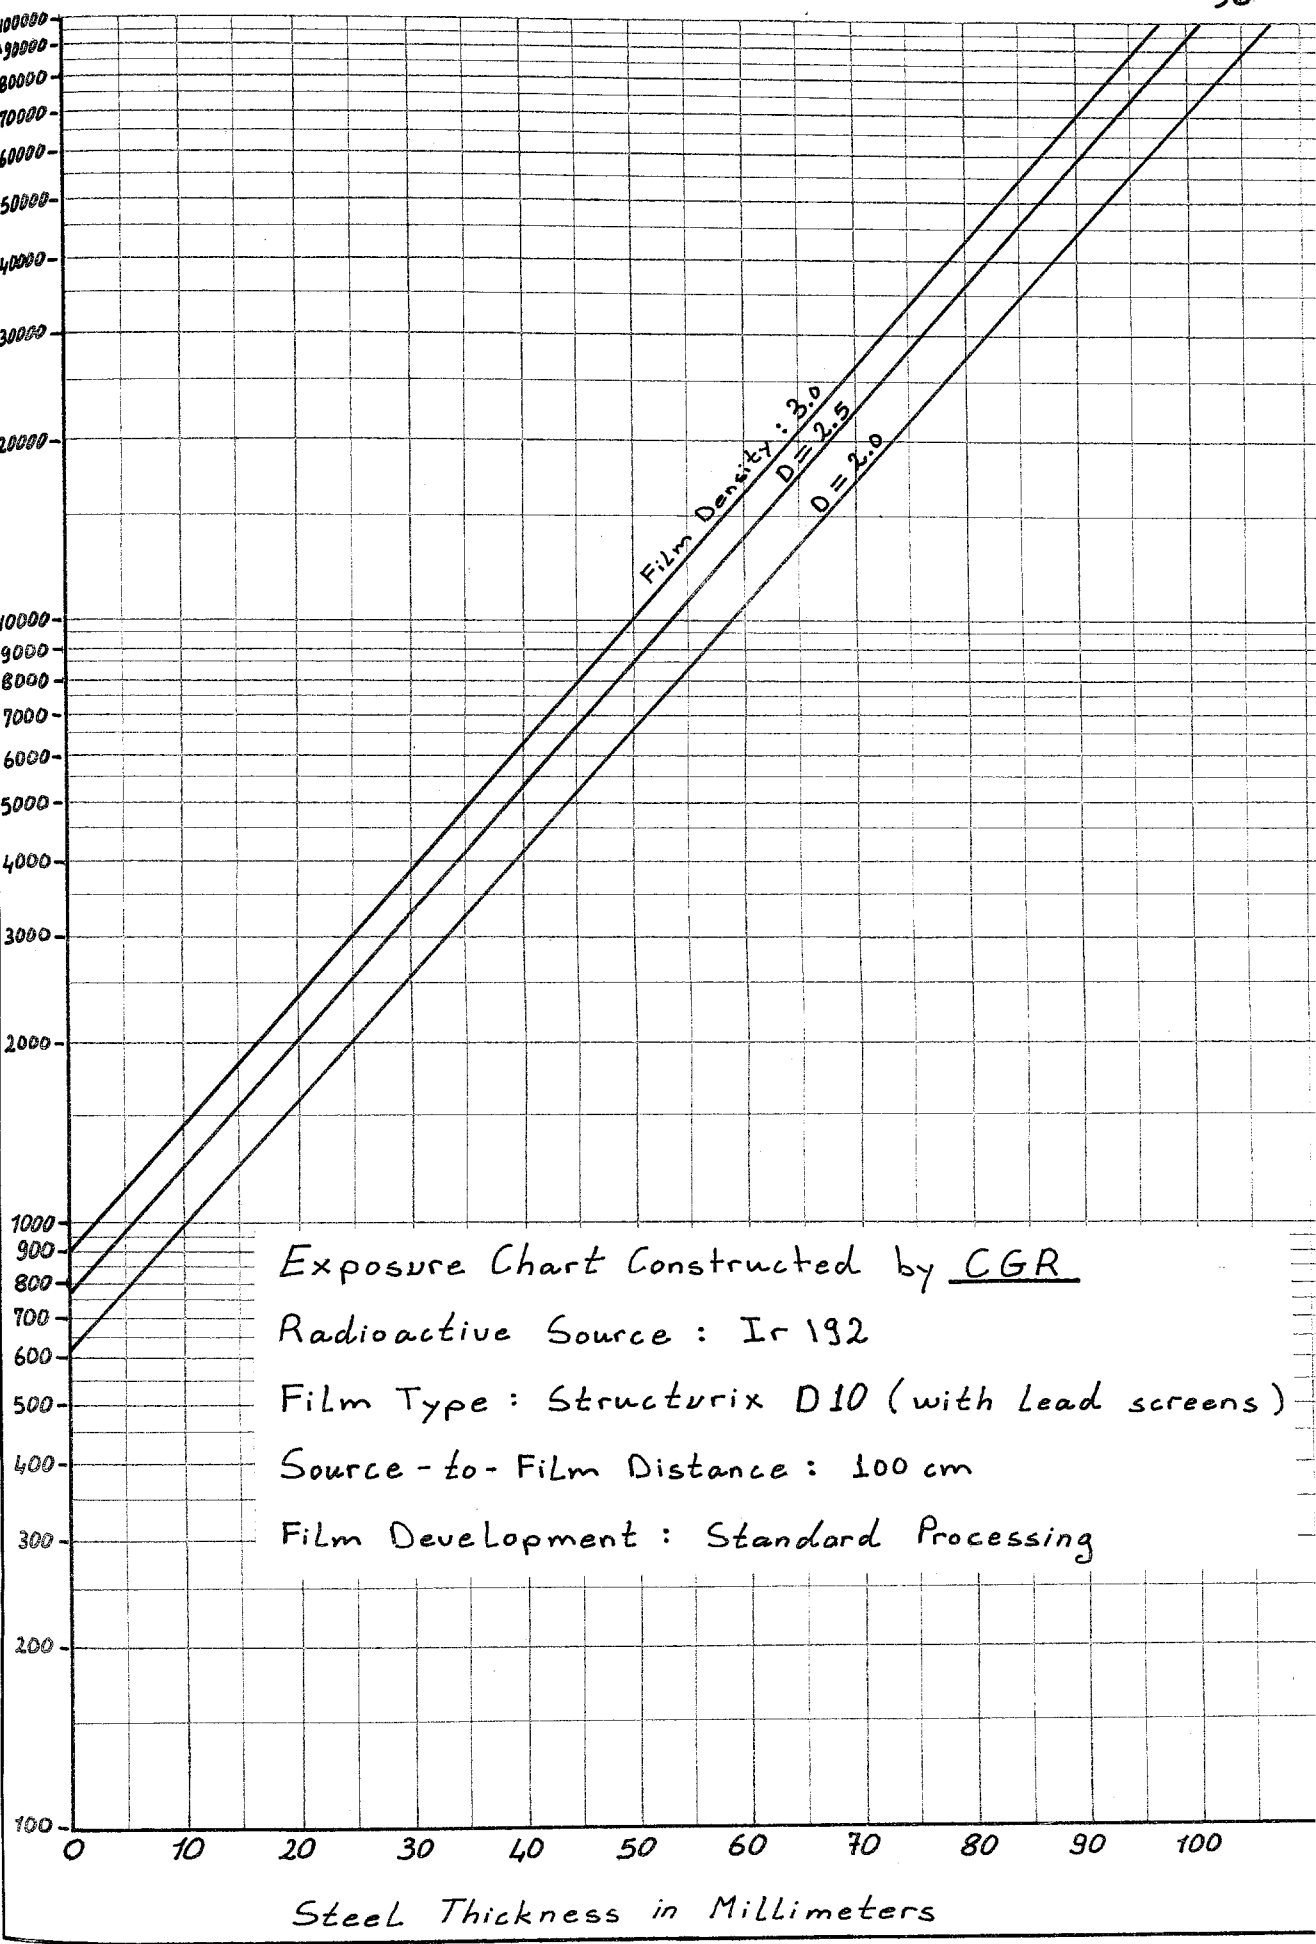 100000
90000
80000
70000
60000
50000
40000
30000
20000
10000
9000
8000
7000
6000
5000
4000
3000
2000
1000
900
800
700
600
500
400
300
200
100
Film Density : 3.0
D = 2.5
D = 2.0
Exposure Chart Constructed by CGR
Radioactive Source : Ir 192
Film Type : Structurix D10 (with Lead screens)
Source-to-Film Distance : 100 cm
Film Development : Standard Processing
0 10 20 30 40 50 60 70 80 90 100
Steel Thickness in Millimeters